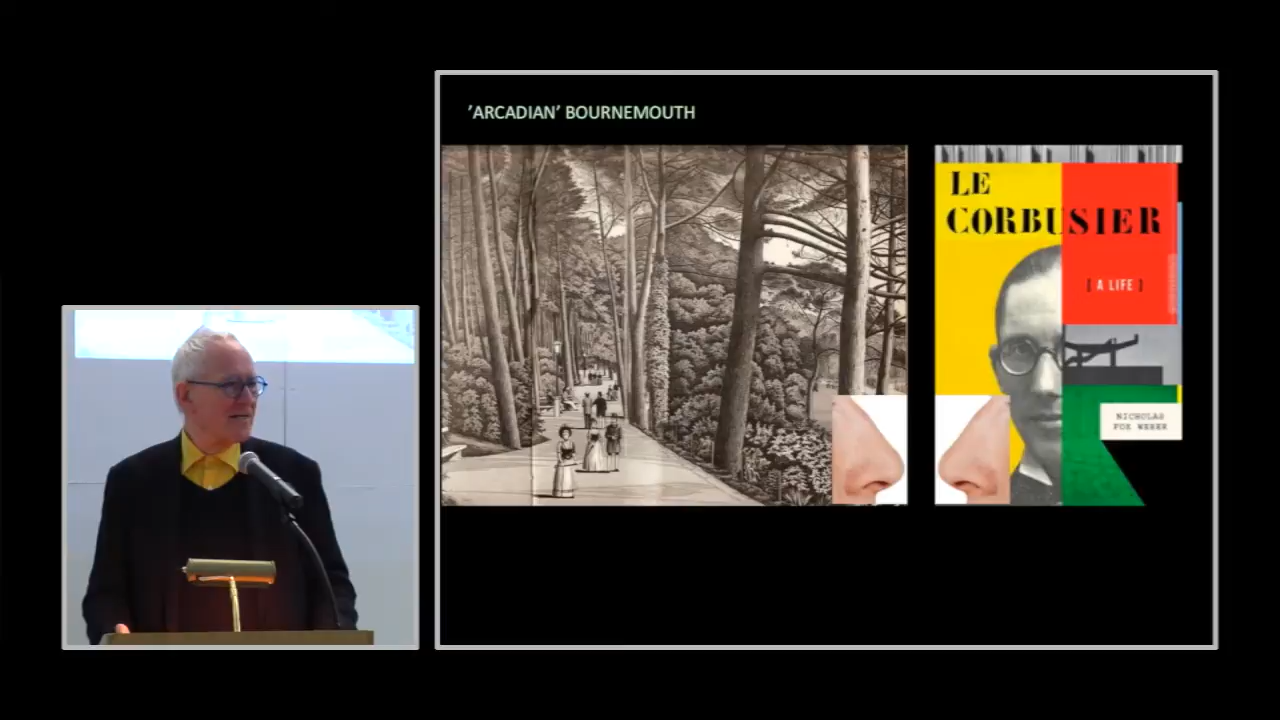 ’ARCADIAN’ BOURNEMOUTH
LE
CORBUSIER
[ A LIFE ]
NICHOLAS
FOX WEBER